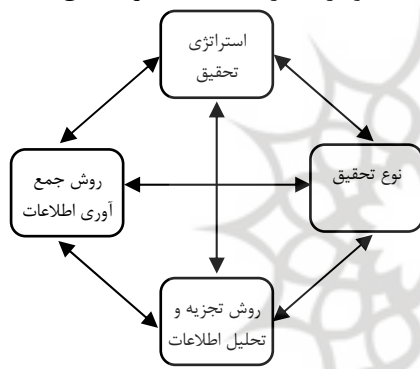 استراتژی
تحقیق
نوع تحقیق
روش جمع
آوری اطلاعات
روش تجزیه و
تحلیل اطلاعات